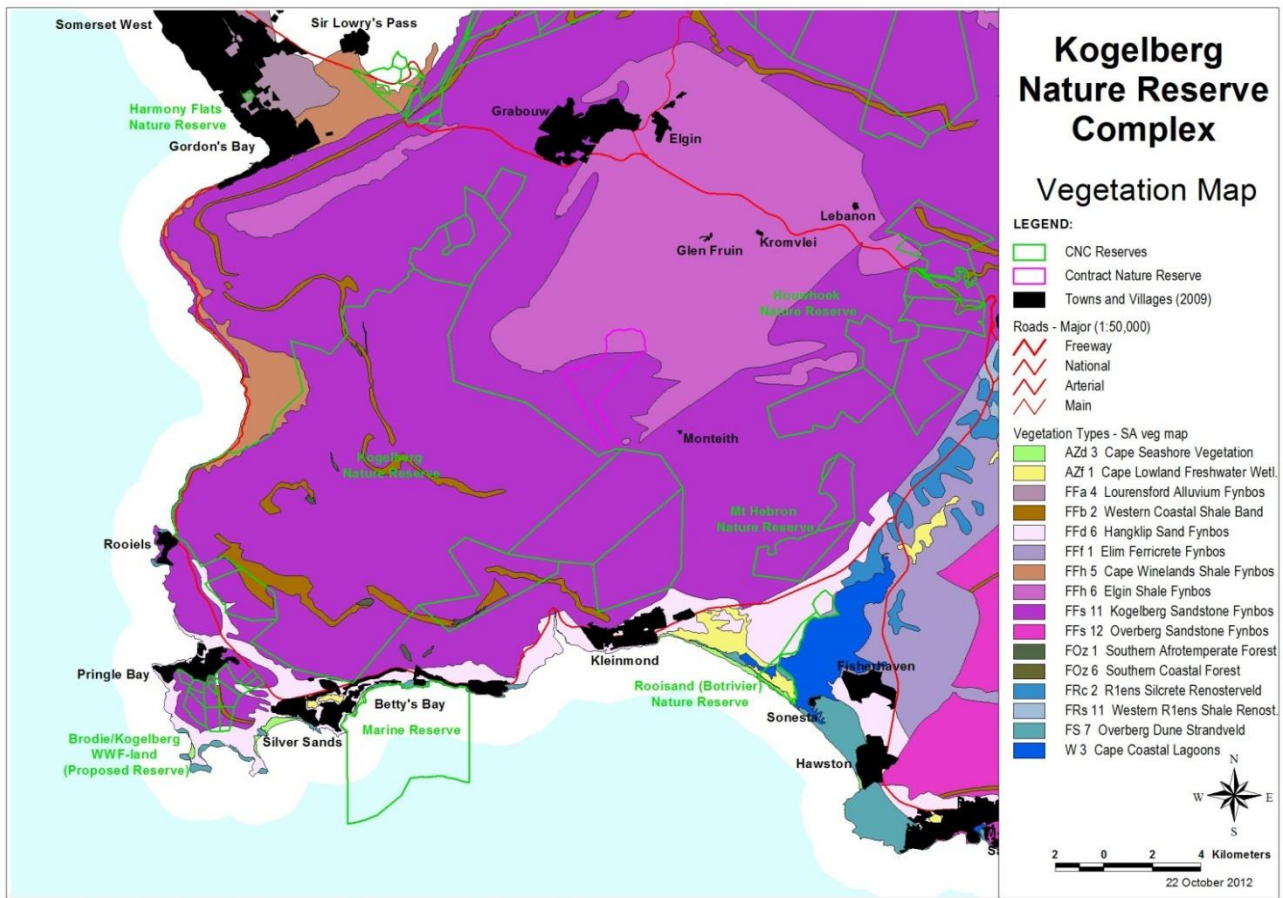 Somerset West
Sir Lowry's Pass
Harmony Flats
Nature Reserve
Gordon's Bay
Grabouw
Elgin
Lebanon
Kromvlei
Glen Fruin
Houwhoek
Nature Reserve
Monteith
Kogelberg
Nature Reserve
Mt Hebron
Nature Reserve
Rooiels
Pringle Bay
Kleinmond
Fisherhaven
Rooisand (Botrivier)
Nature Reserve
Sonesta
Betty's Bay
Marine Reserve
Silver Sands
Brodie/Kogelberg
WWF-land
(Proposed Reserve)
Hawston
Kogelberg
Nature Reserve
Complex
Vegetation Map
LEGEND:
CNC Reserves
Contract Nature Reserve
Towns and Villages (2009)
Roads - Major (1:50,000)
Freeway
National
Arterial
Main
Vegetation Types - SA veg map
AZd 3 Cape Seashore Vegetation
AZf 1 Cape Lowland Freshwater Wetl.
FFa 4 Lourensford Alluvium Fynbos
FFb 2 Western Coastal Shale Band
FFd 6 Hangklip Sand Fynbos
FFf 1 Elim Ferricrete Fynbos
FFh 5 Cape Winelands Shale Fynbos
FFh 6 Elgin Shale Fynbos
FFs 11 Kogelberg Sandstone Fynbos
FFs 12 Overberg Sandstone Fynbos
FOz 1 Southern Afrotemperate Forest
FOz 6 Southern Coastal Forest
FRc 2 R1ens Silcrete Renosterveld
FRs 11 Western R1ens Shale Renost.
FS 7 Overberg Dune Strandveld
W 3 Cape Coastal Lagoons
N
W E
S
2 0 2 4 Kilometers
22 October 2012